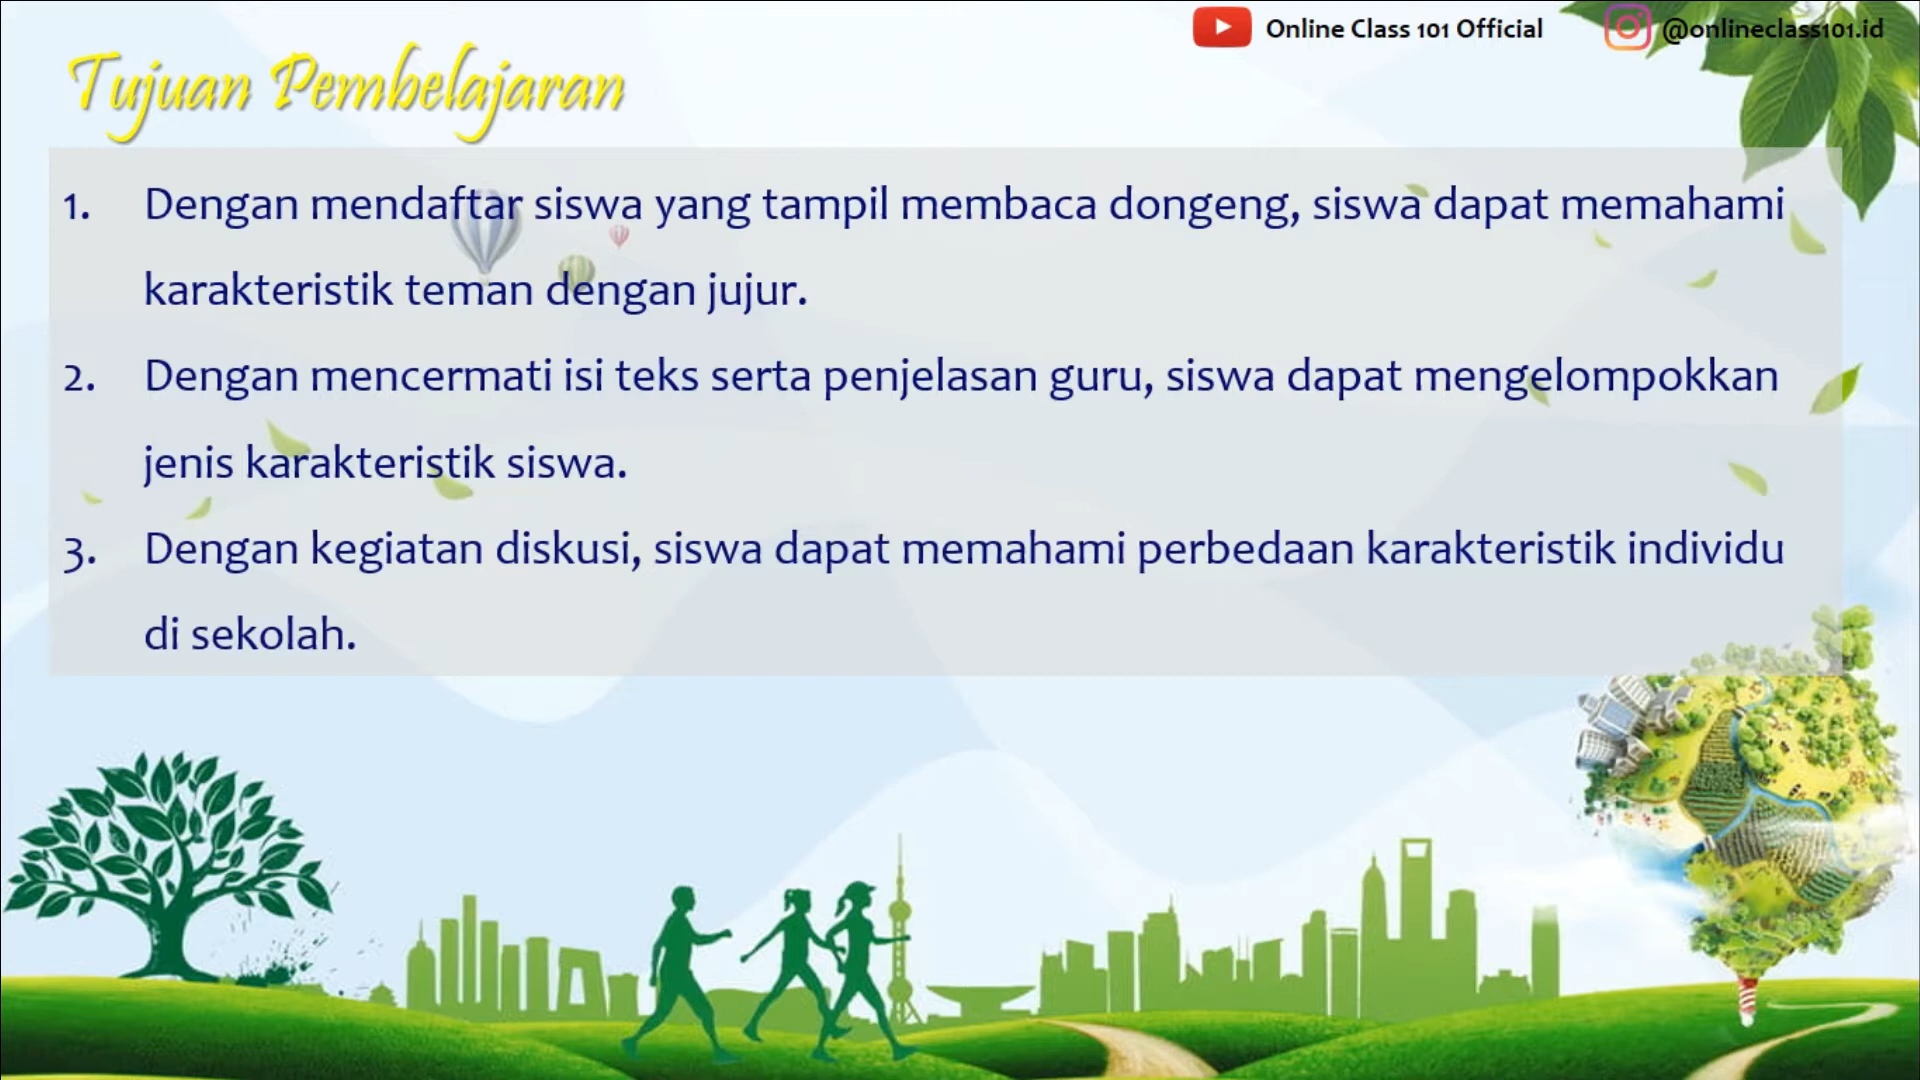 Online Class 101 Official
@onlineclass101.id
Tujuan Pembelajaran
1. Dengan mendaftar siswa yang tampil membaca dongeng, siswa dapat memahami
karakteristik teman dengan jujur.
2. Dengan mencermati isi teks serta penjelasan guru, siswa dapat mengelompokkan
jenis karakteristik siswa.
3. Dengan kegiatan diskusi, siswa dapat memahami perbedaan karakteristik individu
di sekolah.